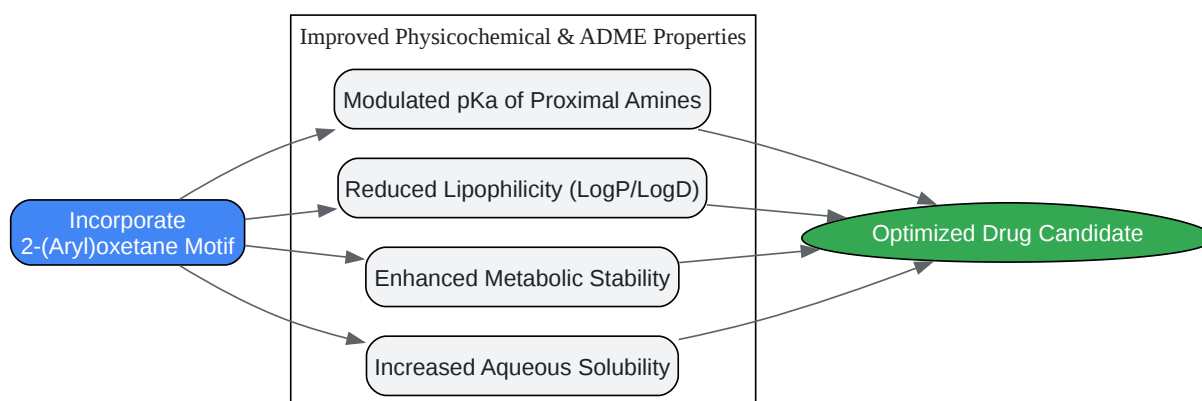 Improved Physicochemical & ADME Properties
Modulated pKa of Proximal Amines
Reduced Lipophilicity (LogP/LogD)
Incorporate
2-(Aryl)oxetane Motif
Optimized Drug Candidate
Enhanced Metabolic Stability
Increased Aqueous Solubility